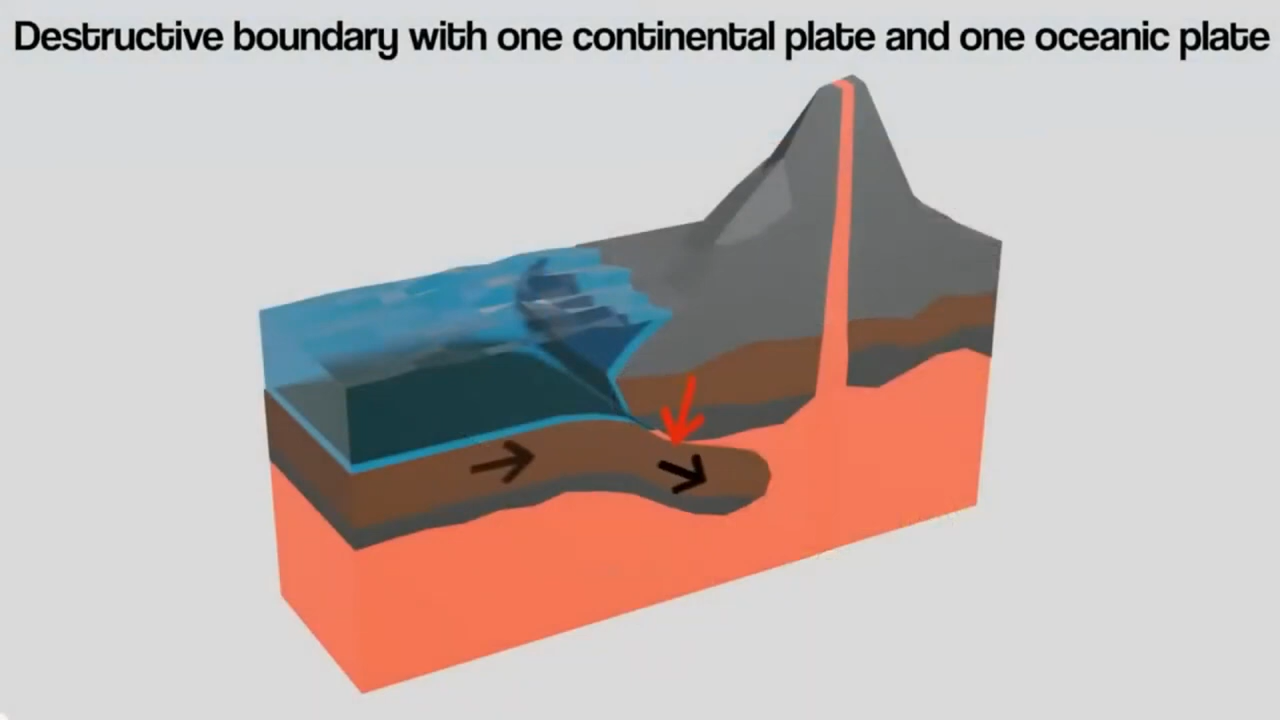 Destructive boundary with one continental plate and one oceanic plate